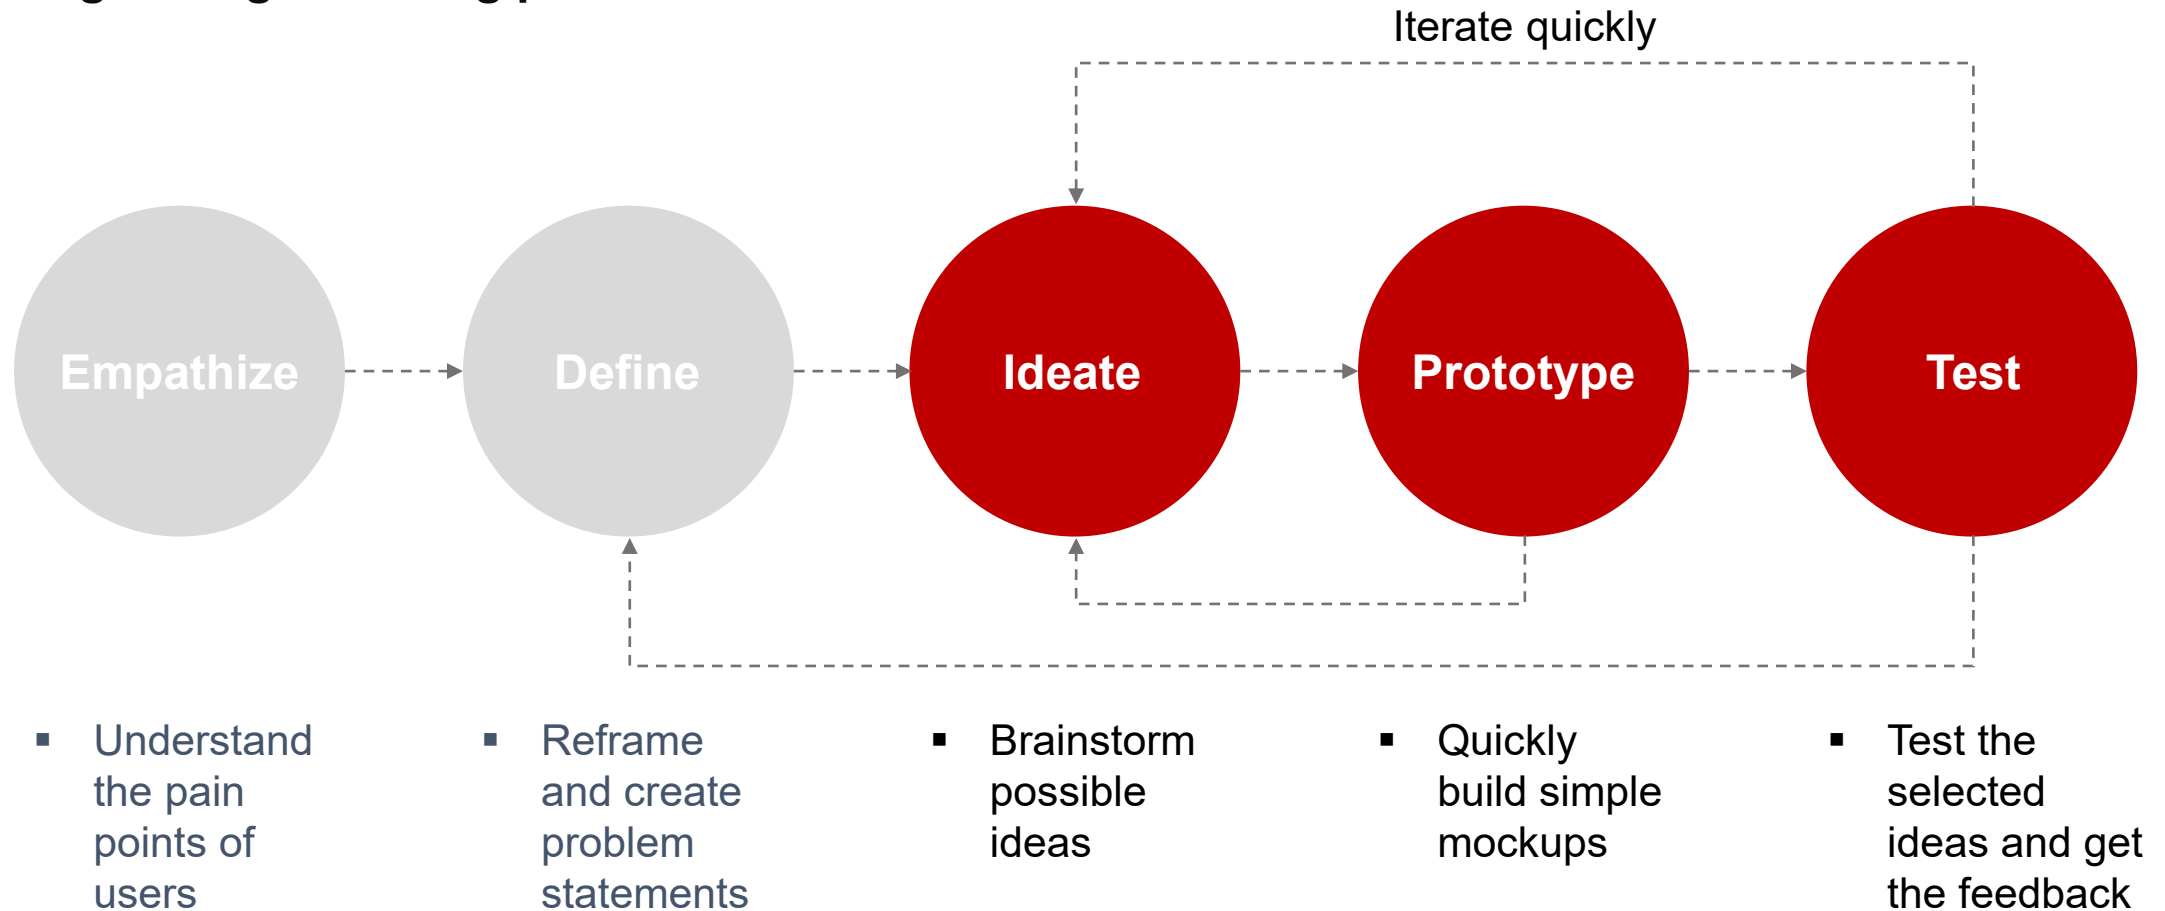 Iterate quickly
Empathize
Define
Ideate
Prototype
Test
▪ Understand
the pain
points of
users
▪ Reframe
and create
problem
statements
▪ Brainstorm
possible
ideas
▪ Quickly
build simple
mockups
▪ Test the
selected
ideas and get
the feedback